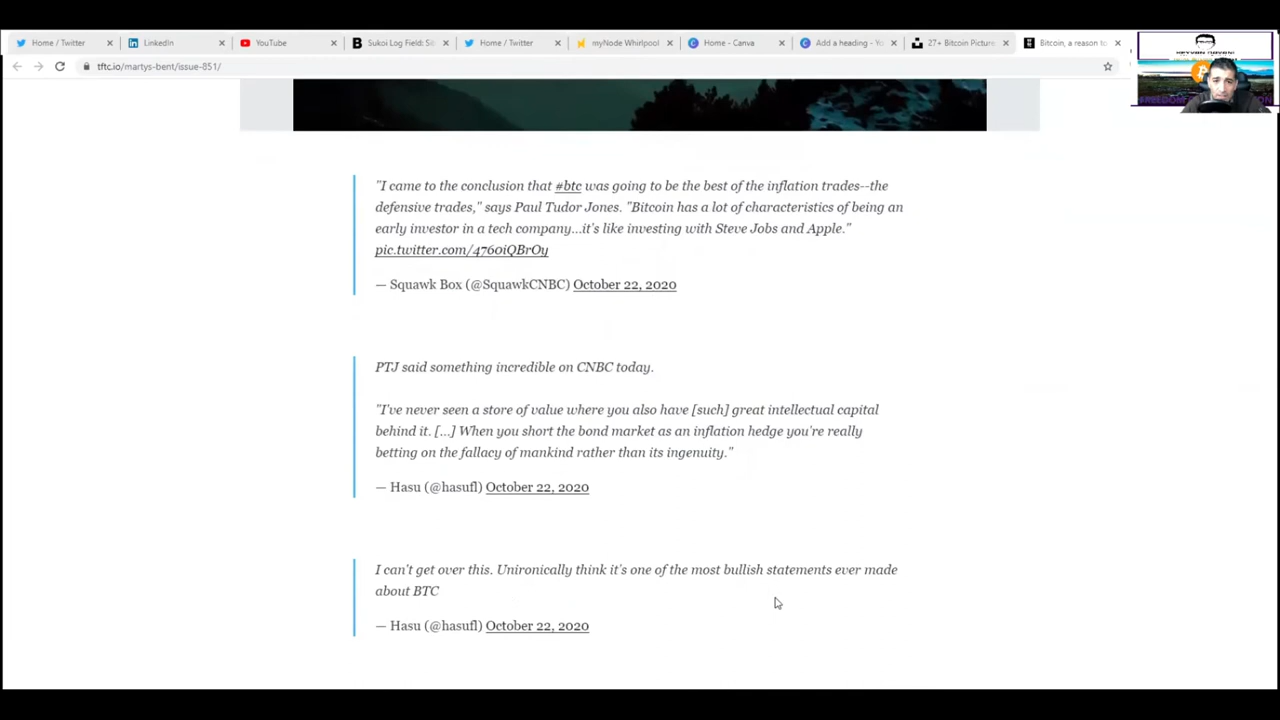 Home / Twitter
LinkedIn
YouTube
Sukoi Log Field: Si
Home / Twitter
myNode Whirlpool
Home - Canva
Add a heading - Yo
27+ Bitcoin Picture
Bitcoin, a reason to
tftc.io/martys-bent/issue-851/
"I came to the conclusion that #btc was going to be the best of the inflation trades--the
defensive trades," says Paul Tudor Jones. "Bitcoin has a lot of characteristics of being an
early investor in a tech company...it's like investing with Steve Jobs and Apple."
pic.twitter.com/4760iQBrOy
— Squawk Box (@SquawkCNBC) October 22, 2020
PTJ said something incredible on CNBC today.
"I've never seen a store of value where you also have [such] great intellectual capital
behind it. [...] When you short the bond market as an inflation hedge you're really
betting on the fallacy of mankind rather than its ingenuity."
— Hasu (@hasufl) October 22, 2020
I can't get over this. Unironically think it's one of the most bullish statements ever made
about BTC
— Hasu (@hasufl) October 22, 2020